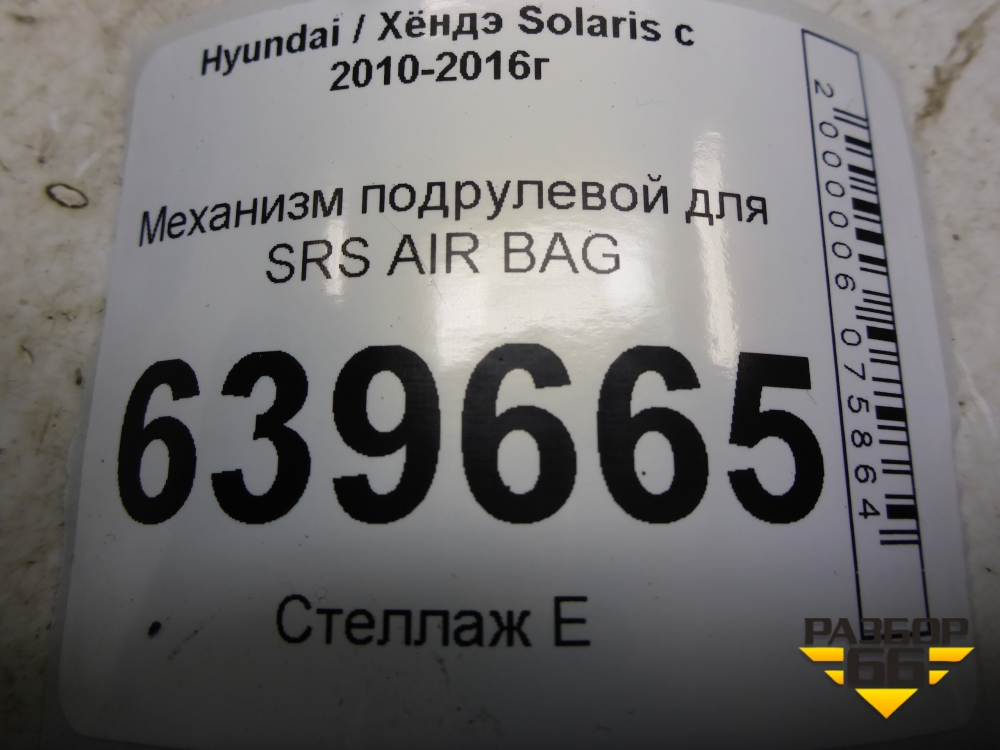 Hyundai / Хёндэ Solaris с
2010-2016г
Механизм подрулевой для
SRS AIR BAG
639665
Стеллаж Е
2000006075864
РАЗБОР
66